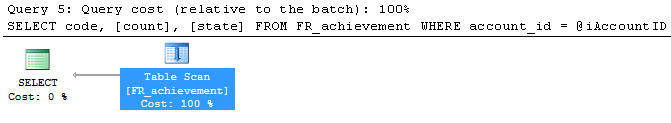 Query 5: Query cost (relative to the batch): 100%
SELECT code, [count], [state] FROM FR_achievement WHERE account_id = @iAccountID
SELECT
Cost: 0 %
Table Scan
[FR_achievement]
Cost: 100 %